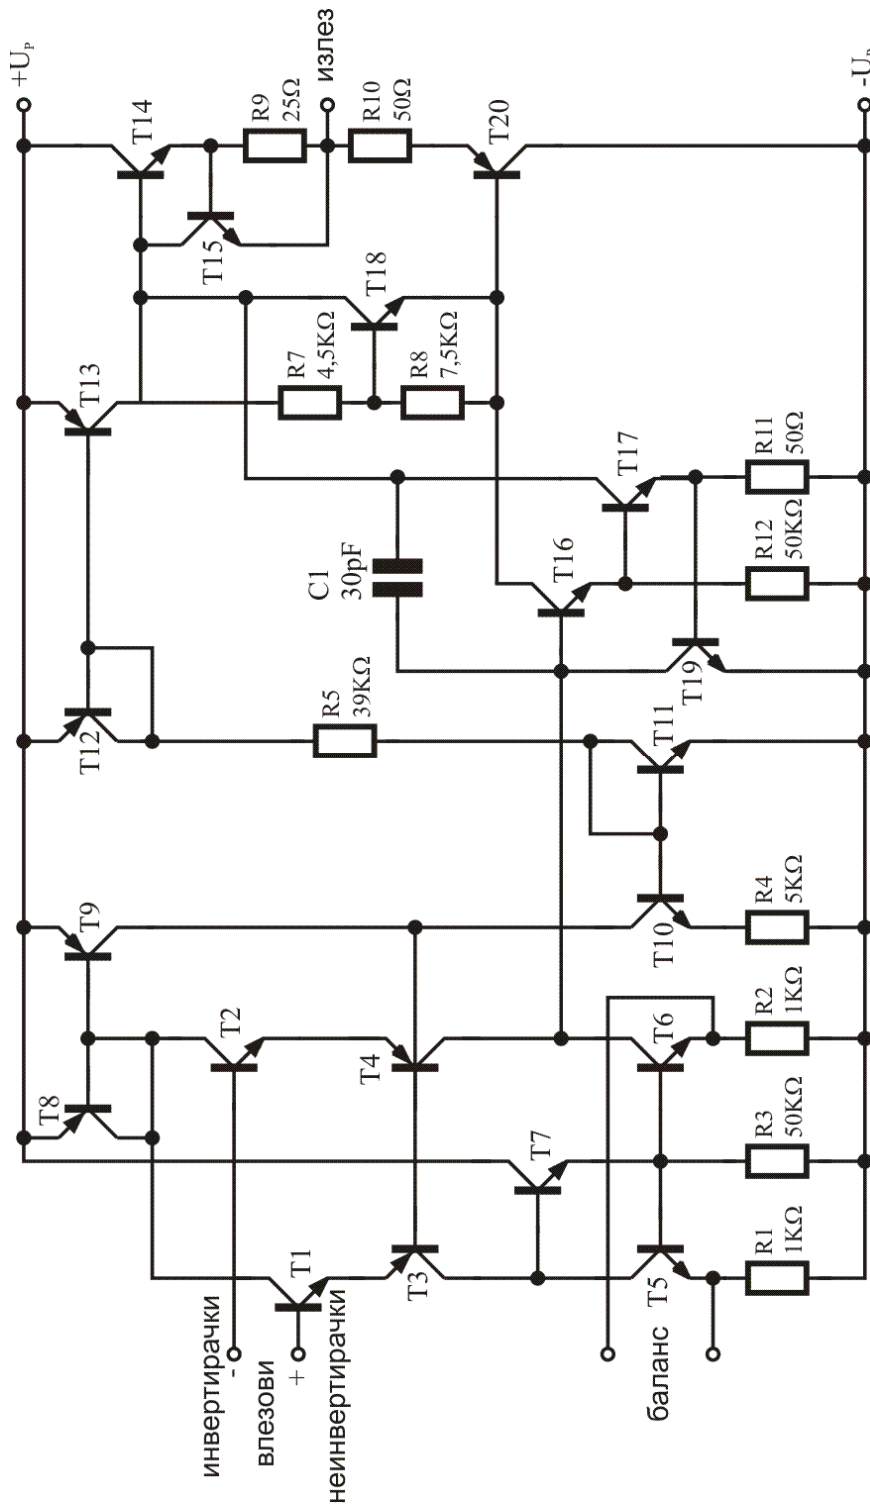 +Uₚ
T14
R9
25Ω
излез
R10
50Ω
T20
-Uₚ
T15
T18
R7
4,5KΩ
R8
7,5KΩ
T13
T17
R11
50Ω
C1
30pF
T16
R12
50KΩ
T19
T12
R5
39KΩ
T11
T9
T10
R4
5KΩ
T8
T2
T4
T6
R2
1KΩ
T7
R3
50KΩ
T1
T3
T5
R1
1KΩ
инвертирачки
-
влезови
+
неинвертирачки
баланс